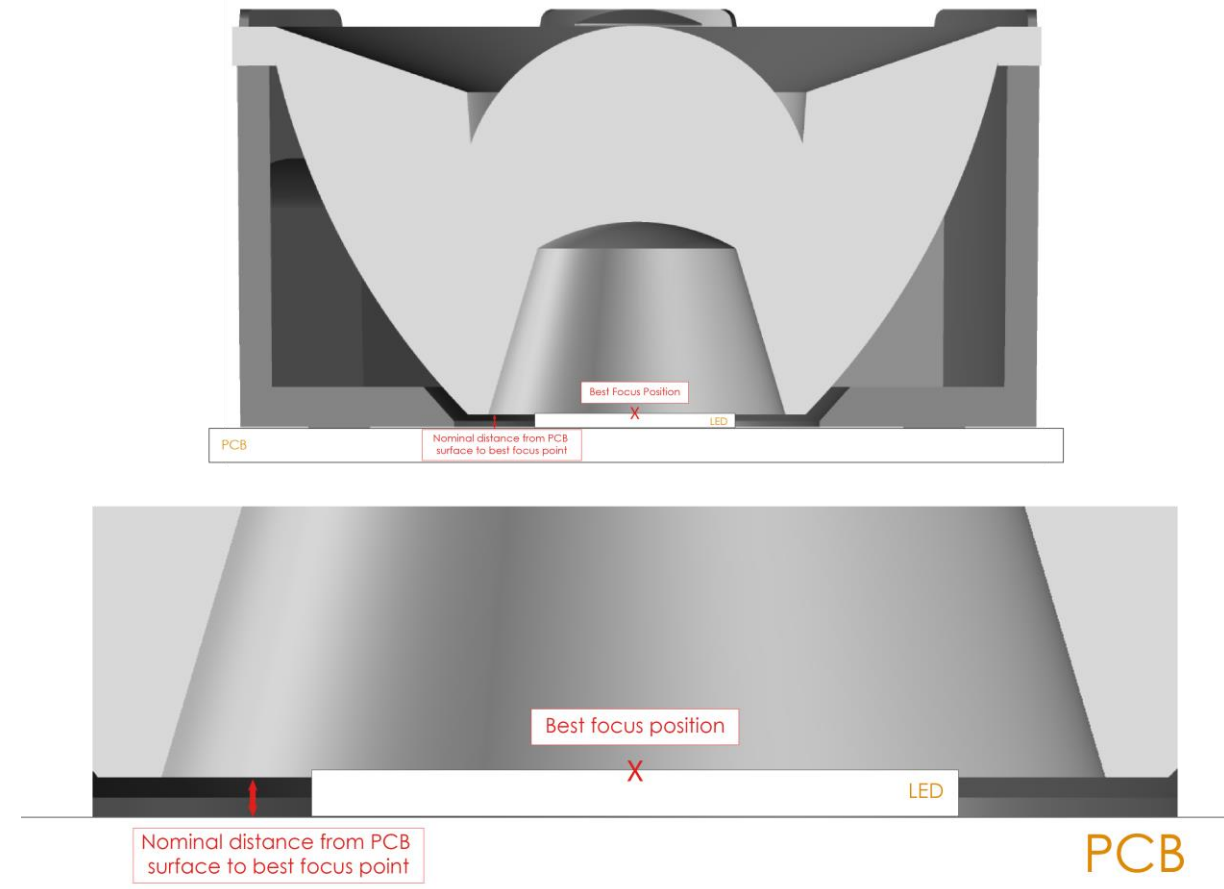 Best Focus Position
X
LED
Nominal distance from PCB
surface to best focus point
PCB
Best focus position
X
LED
Nominal distance from PCB
surface to best focus point
PCB